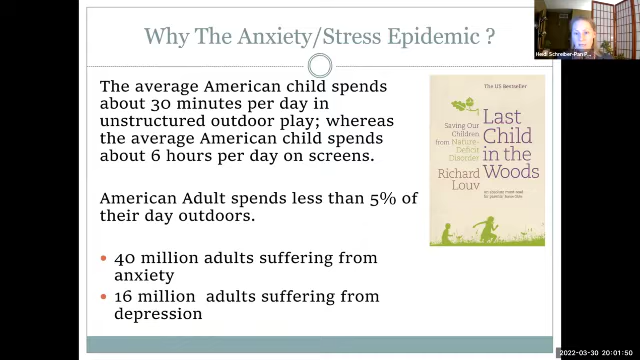 Why The Anxiety/Stress Epidemic ?
Heidi Schreiber-Pan P...
The average American child spends
about 30 minutes per day in
unstructured outdoor play; whereas
the average American child spends
about 6 hours per day on screens.
American Adult spends less than 5% of
their day outdoors.
• 40 million adults suffering from
anxiety
• 16 million adults suffering from
depression
The US Bestseller
Last
Child
in the
Woods
Saving Our
Children
from Nature-
Deficit
Disorder
Richard
Louv
2022-03-30 20:01:50